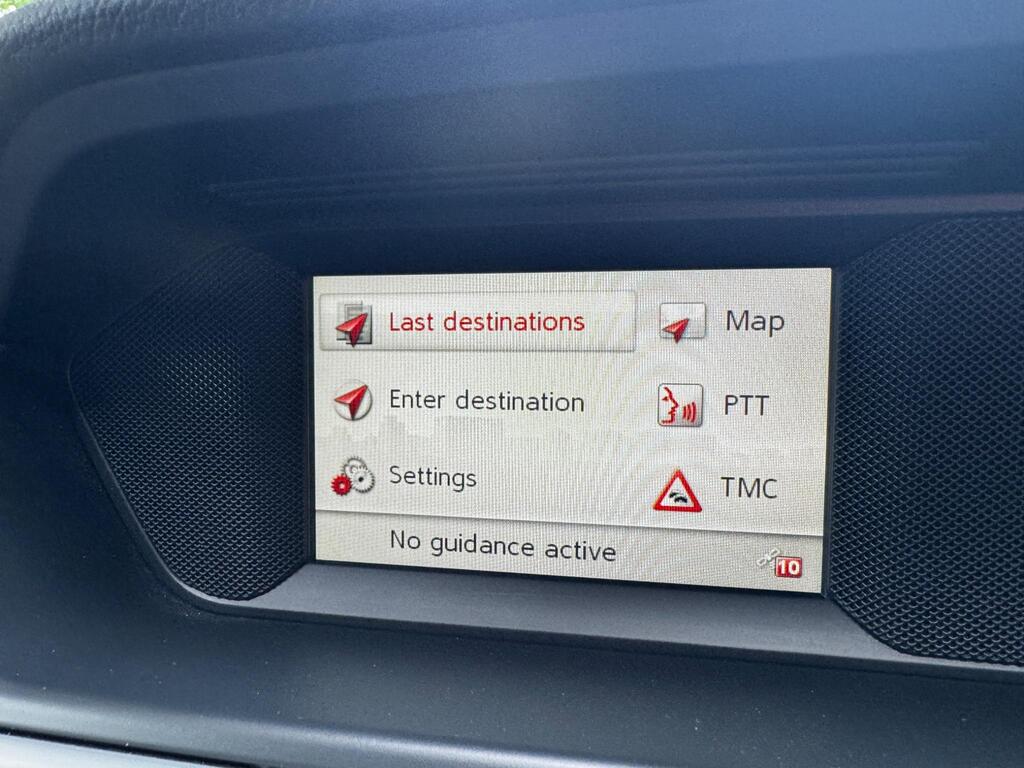 Last destinations
Map
Enter destination
PTT
Settings
TMC
No guidance active
10